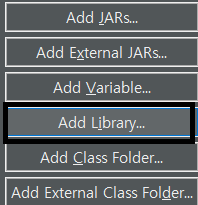 Add JARs...
Add External JARs...
Add Variable...
Add Library...
Add Class Folder...
Add External Class Folder...